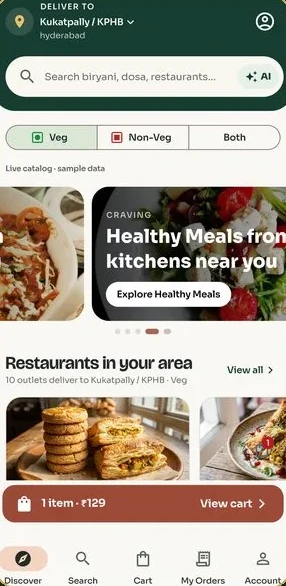 DELIVER TO
Kukatpally / KPHB
hyderabad
Search biryani, dosa, restaurants...
AI
Veg
Non-Veg
Both
Live catalog · sample data
CRAVING
Healthy Meals from
kitchens near you
Explore Healthy Meals
Restaurants in your area
View all
10 outlets deliver to Kukatpally / KPHB · Veg
1
1 item · ₹129
View cart
Discover
Search
Cart
My Orders
Account